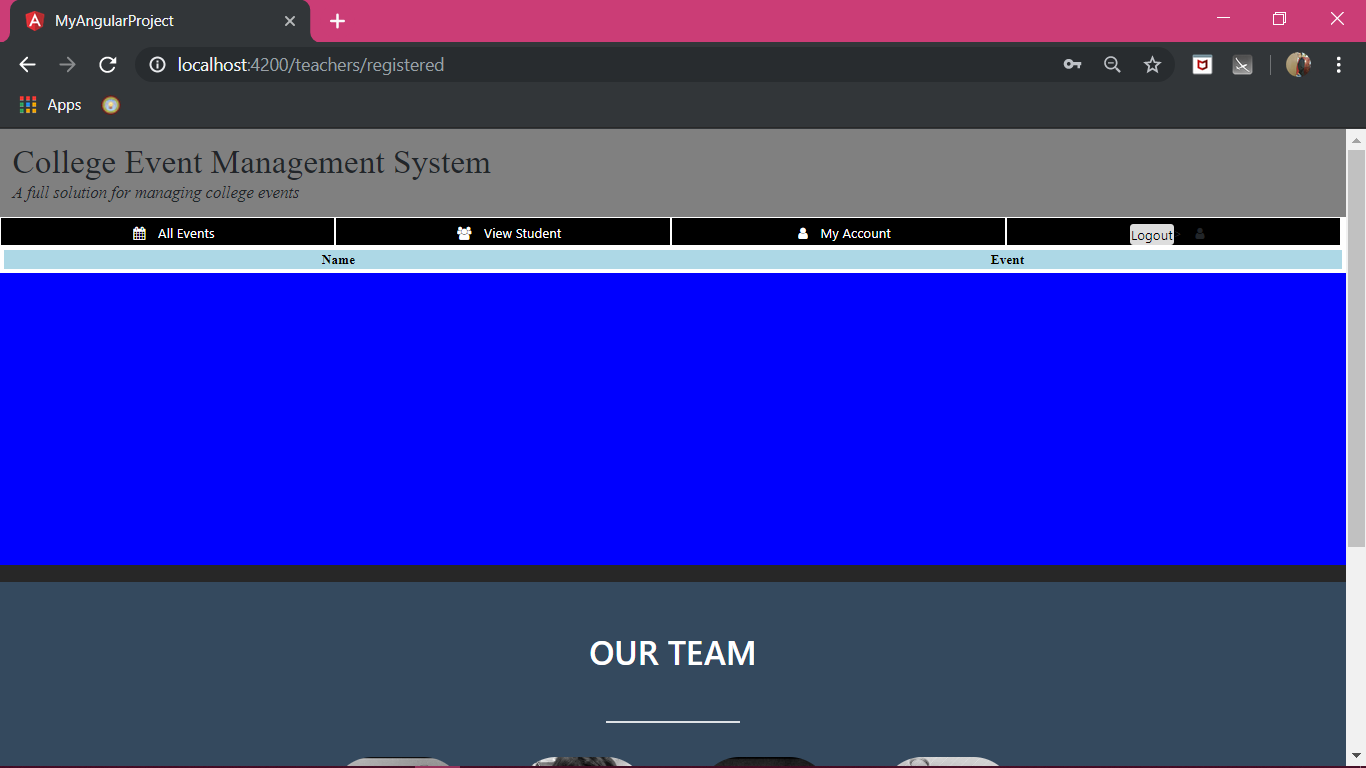 MyAngularProject
localhost:4200/teachers/registered
Apps
College Event Management System
A full solution for managing college events
All Events View Student My Account Logout
Name Event
OUR TEAM